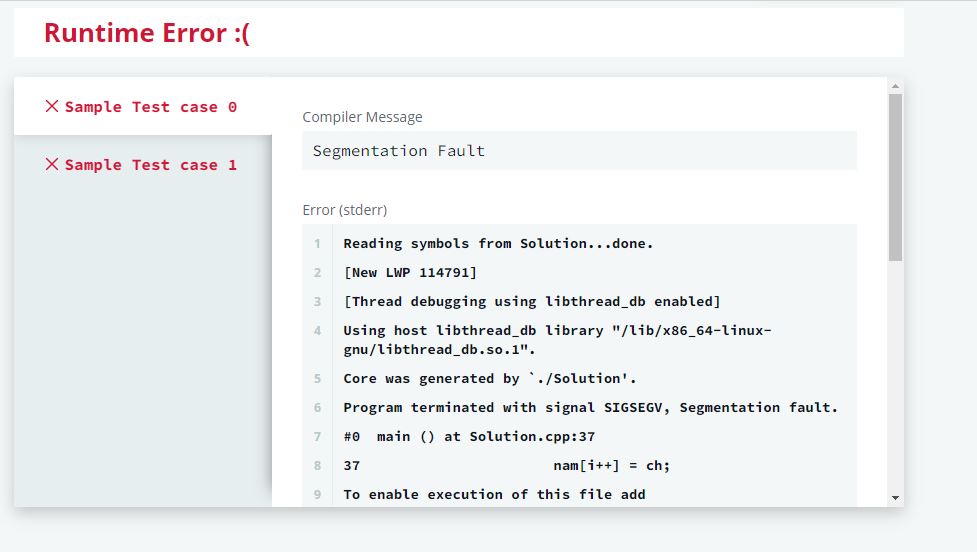 Runtime Error :(
Sample Test case 0
Sample Test case 1
Compiler Message
Segmentation Fault
Error (stderr)
1 Reading symbols from Solution...done.
2 [New LWP 114791]
3 [Thread debugging using libthread_db enabled]
4 Using host libthread_db library "/lib/x86_64-linux-
gnu/libthread_db.so.1".
5 Core was generated by `./Solution'.
6 Program terminated with signal SIGSEGV, Segmentation fault.
7 #0  main () at Solution.cpp:37
8 37                       nam[i++] = ch;
9 To enable execution of this file add